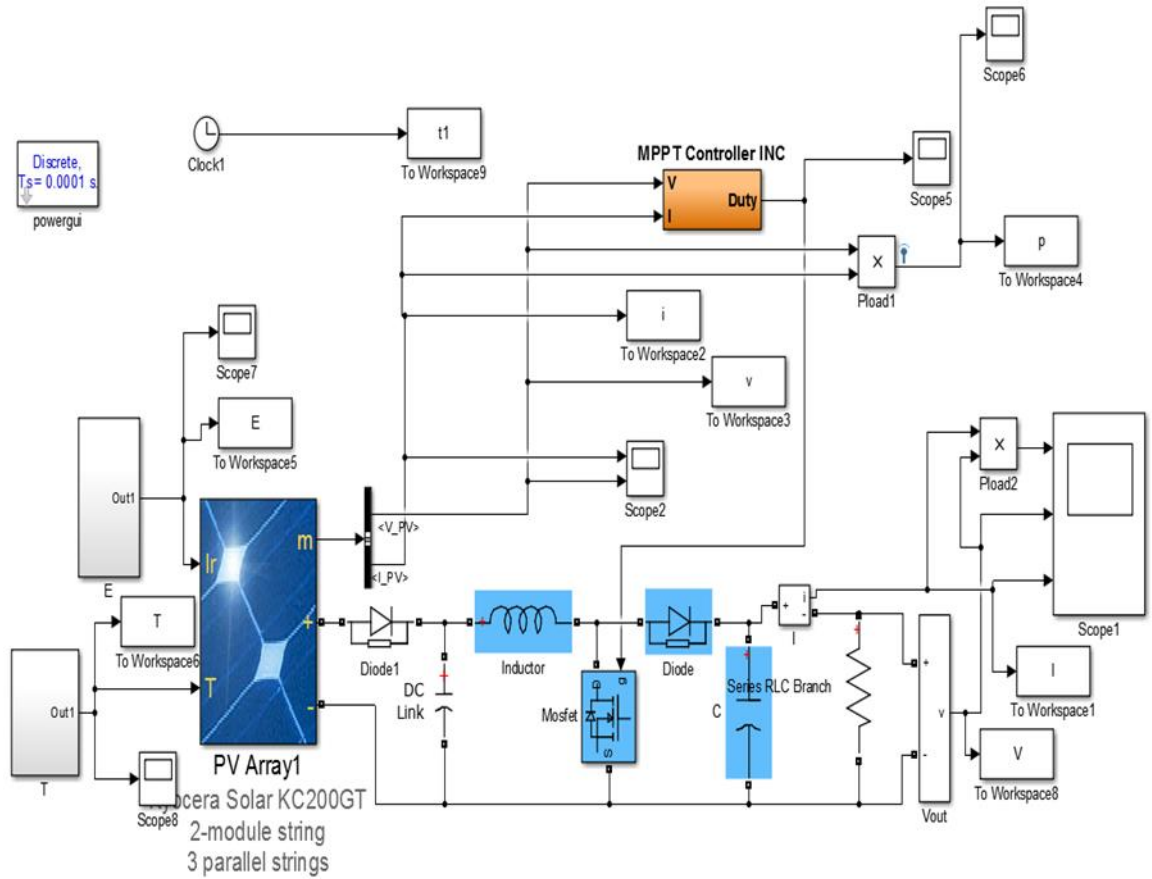 Scope6
t1
To Workspace9
Clock1
Discrete,
Ts = 0.0001 s.
powergui
MPPT Controller INC
V
I
Duty
Scope5
X
Pload1
p
To Workspace4
i
To Workspace2
v
To Workspace3
Scope7
E
To Workspace5
Out1
E
Scope2
X
Pload2
Scope1
<V_PV>
<I_PV>
Ir
m
+
T
-
T
To Workspace6
Out1
T
Scope8
PV Array1
Kyocera Solar KC200GT
2-module string
3 parallel strings
+
Diode1
+
DC
Link
+
Inductor
Mosfet
g
D
S
Diode
+
C
Series RLC Branch
+
i
-
I
+
+
v
-
Vout
I
To Workspace1
V
To Workspace8